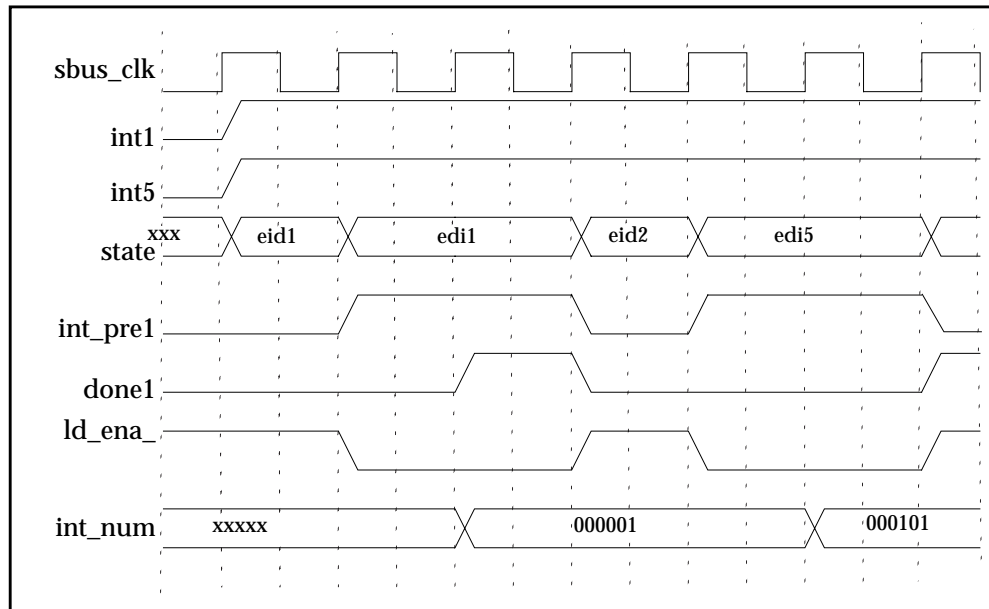 sbus_clk
int1
int5
xxx
state
eid1
edi1
eid2
edi5
int_pre1
done1
ld_ena_
int_num
xxxxx
000001
000101